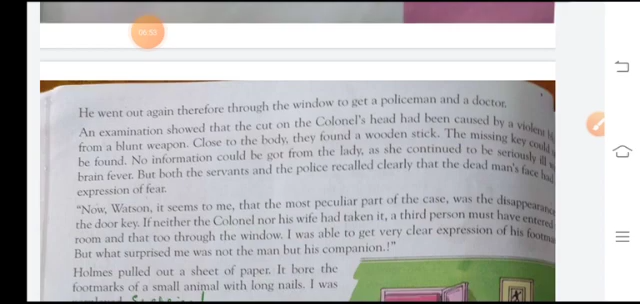 06:53
He went out again therefore through the window to get a policeman and a doctor.
An examination showed that the cut on the Colonel's head had been caused by a violent
from a blunt weapon. Close to the body, they found a wooden stick. The missing key could
be found. No information could be got from the lady, as she continued to be seriously ill
brain fever. But both the servants and the police recalled clearly that the dead man's face had
expression of fear.
"Now, Watson, it seems to me, that the most peculiar part of the case, was the disappearance
the door key. If neither the Colonel nor his wife had taken it, a third person must have entered
room and that too through the window. I was able to get very clear expression of his
But what surprised me was not the man but his companion.!"
Holmes pulled out a sheet of paper. It bore the
footmarks of a small animal with long nails. I was